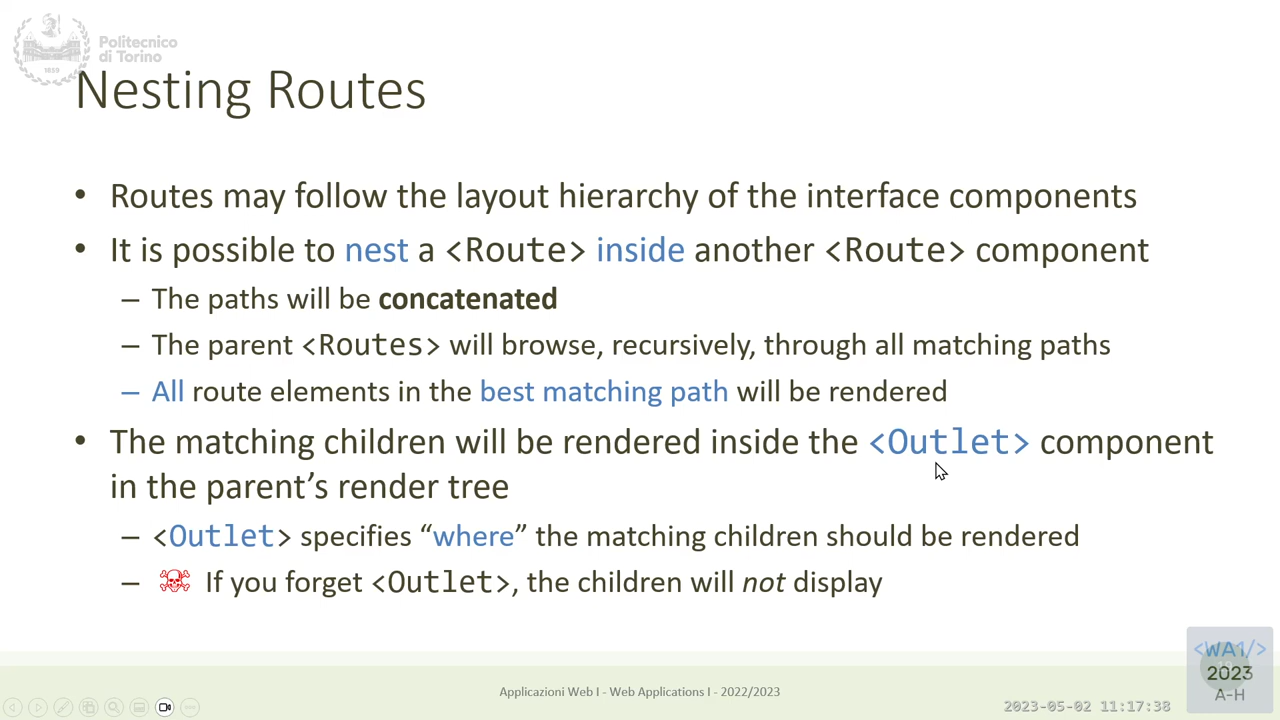 Politecnico
di Torino
1859
Nesting Routes
• Routes may follow the layout hierarchy of the interface components
• It is possible to nest a <Route> inside another <Route> component
– The paths will be concatenated
– The parent <Routes> will browse, recursively, through all matching paths
– All route elements in the best matching path will be rendered
• The matching children will be rendered inside the <Outlet> component
in the parent’s render tree
– <Outlet> specifies “where” the matching children should be rendered
– ☠ If you forget <Outlet>, the children will not display
Applicazioni Web I - Web Applications I - 2022/2023
2023-05-02 11:17:38
<WA1/>
2023
A-H